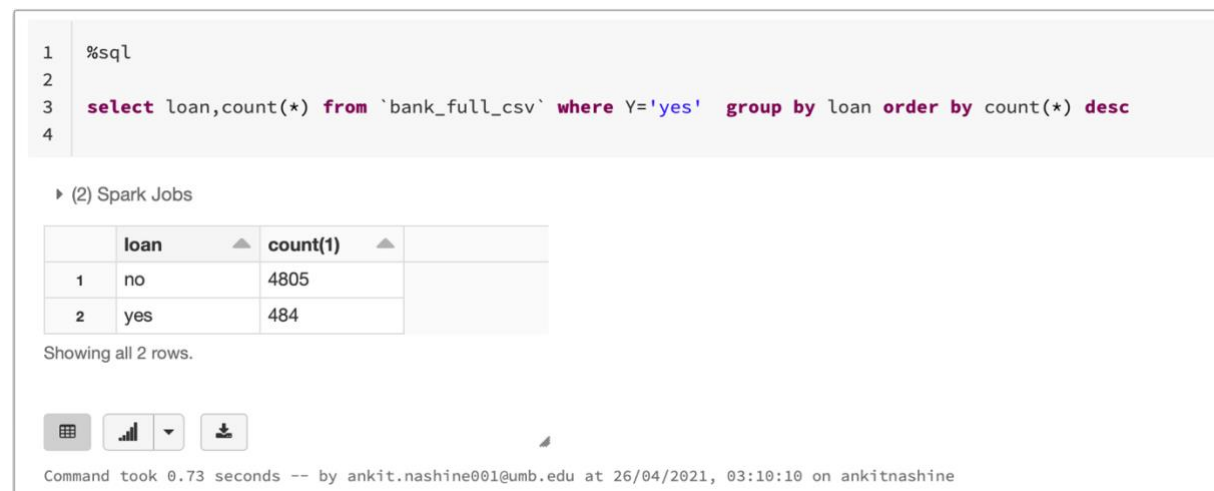 1 %sql
2
3 select loan,count(*) from `bank_full_csv` where Y='yes'  group by loan order by count(*) desc
4
(2) Spark Jobs
loan count(1)
1 no 4805
2 yes 484
Showing all 2 rows.
Command took 0.73 seconds -- by ankit.nashine001@umb.edu at 26/04/2021, 03:10:10 on ankitnashine